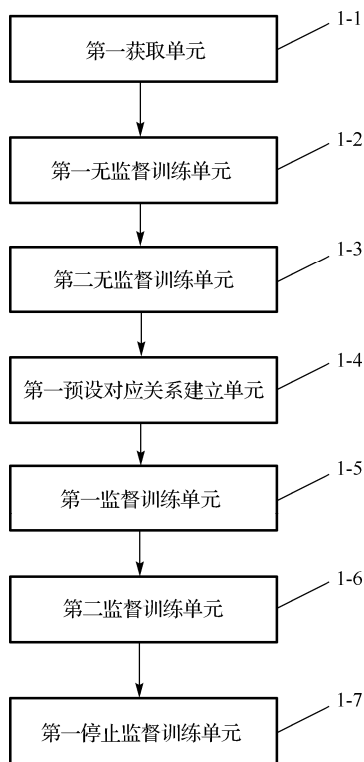 1-1
第一获取单元
1-2
第一无监督训练单元
1-3
第二无监督训练单元
1-4
第一预设对应关系建立单元
1-5
第一监督训练单元
1-6
第二监督训练单元
1-7
第一停止监督训练单元